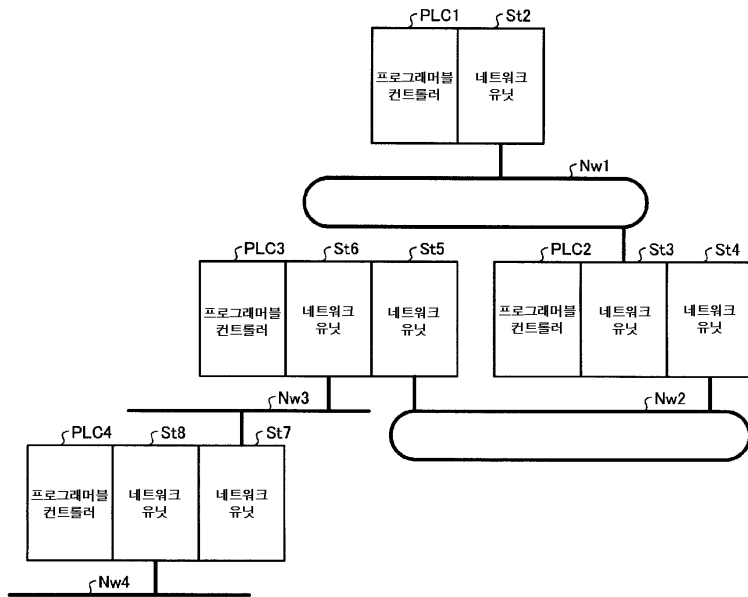 PLC1 St2
프로그래머블 네트워크
컨트롤러 유닛
Nw1
PLC3 St6 St5 PLC2 St3 St4
프로그래머블 네트워크 네트워크 프로그래머블 네트워크 네트워크
컨트롤러 유닛 유닛 컨트롤러 유닛 유닛
Nw3 Nw2
PLC4 St8 St7
프로그래머블 네트워크 네트워크
컨트롤러 유닛 유닛
Nw4